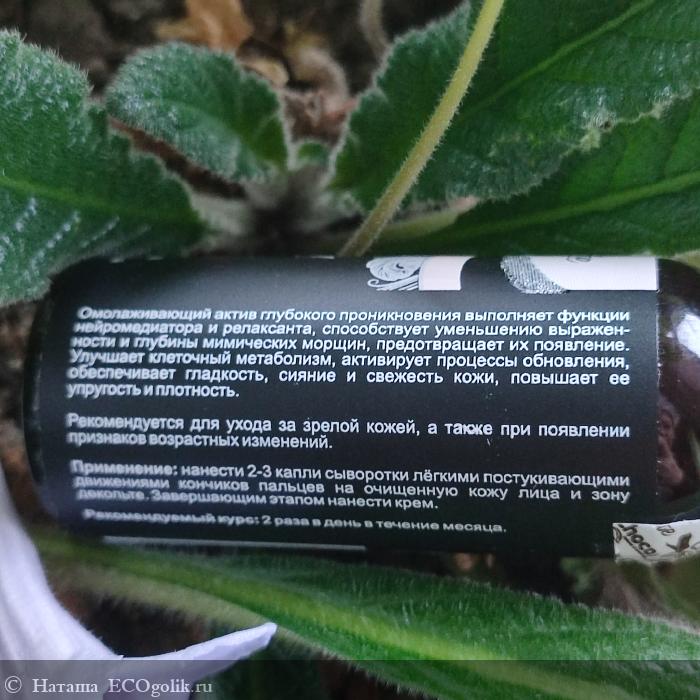 Омолаживающий актив глубокого проникновения выполняет функции
нейромедиатора и релаксанта, способствует уменьшению выражен-
ности и глубины мимических морщин, предотвращает их появление.
Улучшает клеточный метаболизм, активирует процессы обновления,
обеспечивает гладкость, сияние и свежесть кожи, повышает ее
упругость и плотность.
Рекомендуется для ухода за зрелой кожей, а также при появлении
признаков возрастных изменений.
Применение: нанести 2-3 капли сыворотки лёгкими постукивающими
движениями кончиков пальцев на очищенную кожу лица и зону
декольте. Завершающим этапом нанести крем.
Рекомендуемый курс: 2 раза в день в течение месяца.
choco
© Наташа ECOgolik.ru